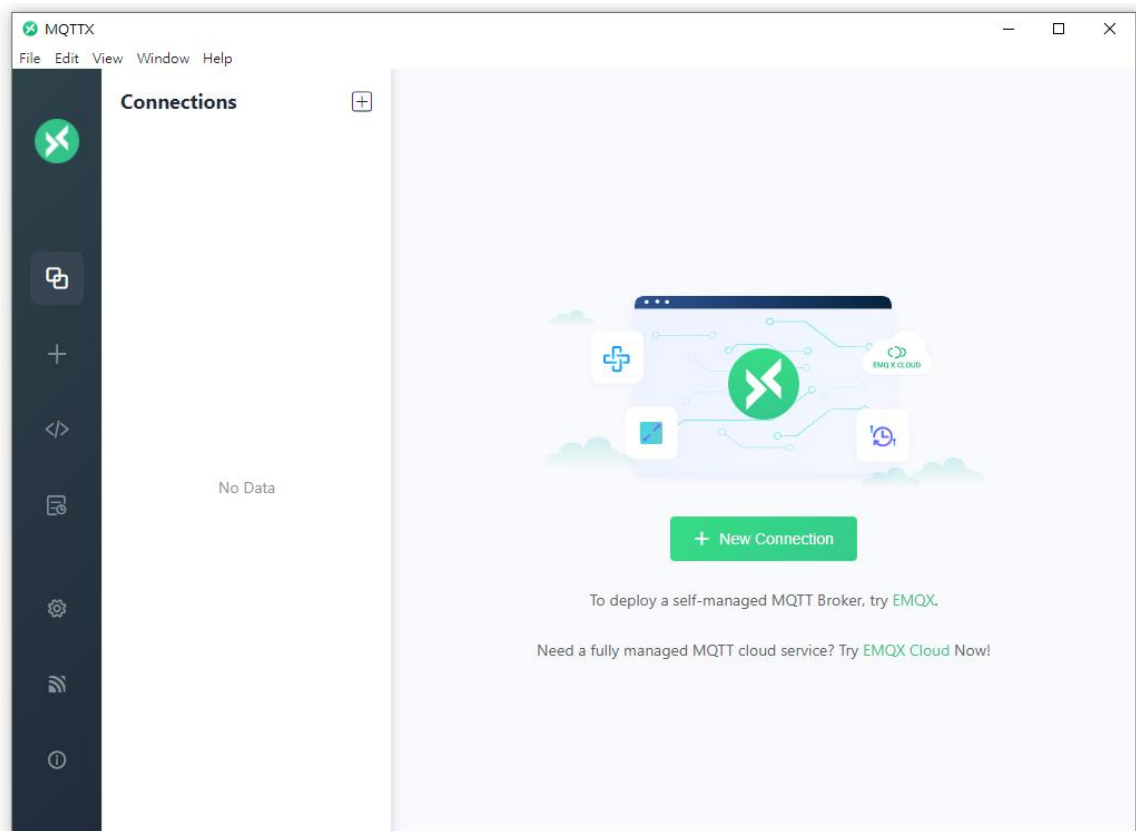 MQTTX
File Edit View Window Help
Connections
No Data
EMQ X CLOUD
+ New Connection
To deploy a self-managed MQTT Broker, try EMQX.
Need a fully managed MQTT cloud service? Try EMQX Cloud Now!